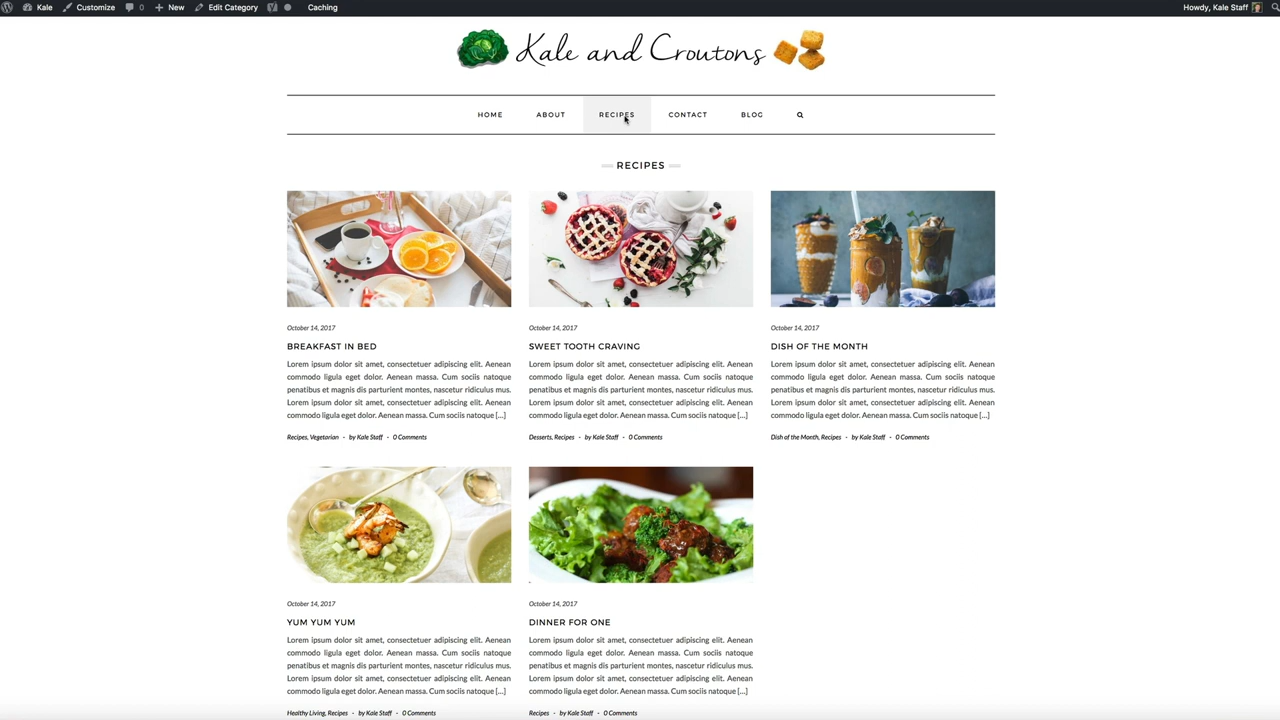 Kale Customize 0 New Edit Category Caching Howdy, Kale Staff
Kale and Croutons
HOME ABOUT RECIPES CONTACT BLOG
RECIPES
October 14, 2017
BREAKFAST IN BED
Lorem ipsum dolor sit amet, consectetuer adipiscing elit. Aenean
commodo ligula eget dolor. Aenean massa. Cum sociis natoque
penatibus et magnis dis parturient montes, nascetur ridiculus mus.
Lorem ipsum dolor sit amet, consectetuer adipiscing elit. Aenean
commodo ligula eget dolor. Aenean massa. Cum sociis natoque [...]
Recipes, Vegetarian - by Kale Staff - 0 Comments
October 14, 2017
SWEET TOOTH CRAVING
Lorem ipsum dolor sit amet, consectetuer adipiscing elit. Aenean
commodo ligula eget dolor. Aenean massa. Cum sociis natoque
penatibus et magnis dis parturient montes, nascetur ridiculus mus.
Lorem ipsum dolor sit amet, consectetuer adipiscing elit. Aenean
commodo ligula eget dolor. Aenean massa. Cum sociis natoque [...]
Desserts, Recipes - by Kale Staff - 0 Comments
October 14, 2017
DISH OF THE MONTH
Lorem ipsum dolor sit amet, consectetuer adipiscing elit. Aenean
commodo ligula eget dolor. Aenean massa. Cum sociis natoque
penatibus et magnis dis parturient montes, nascetur ridiculus mus.
Lorem ipsum dolor sit amet, consectetuer adipiscing elit. Aenean
commodo ligula eget dolor. Aenean massa. Cum sociis natoque [...]
Dish of the Month, Recipes - by Kale Staff - 0 Comments
October 14, 2017
YUM YUM YUM
Lorem ipsum dolor sit amet, consectetuer adipiscing elit. Aenean
commodo ligula eget dolor. Aenean massa. Cum sociis natoque
penatibus et magnis dis parturient montes, nascetur ridiculus mus.
Lorem ipsum dolor sit amet, consectetuer adipiscing elit. Aenean
commodo ligula eget dolor. Aenean massa. Cum sociis natoque [...]
Healthy Living, Recipes - by Kale Staff - 0 Comments
October 14, 2017
DINNER FOR ONE
Lorem ipsum dolor sit amet, consectetuer adipiscing elit. Aenean
commodo ligula eget dolor. Aenean massa. Cum sociis natoque
penatibus et magnis dis parturient montes, nascetur ridiculus mus.
Lorem ipsum dolor sit amet, consectetuer adipiscing elit. Aenean
commodo ligula eget dolor. Aenean massa. Cum sociis natoque [...]
Recipes - by Kale Staff - 0 Comments